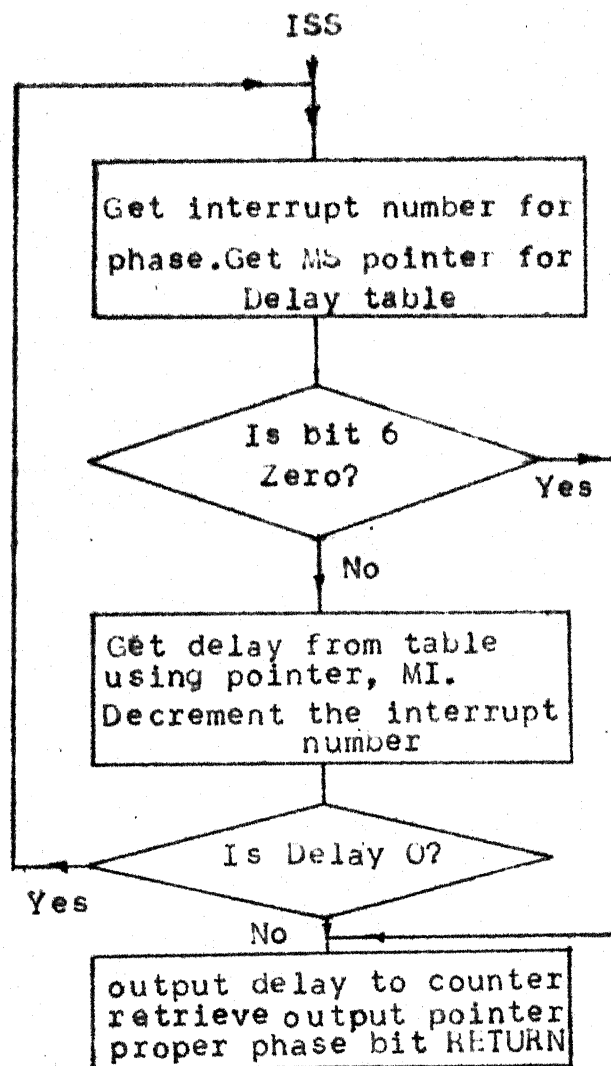 ISS
Get interrupt number for
phase.Get MS pointer for
Delay table
Is bit 6
Zero?
Yes
No
Get delay from table
using pointer, MI.
Decrement the interrupt
number
Is Delay 0?
Yes
No
output delay to counter
retrieve output pointer
proper phase bit RETURN